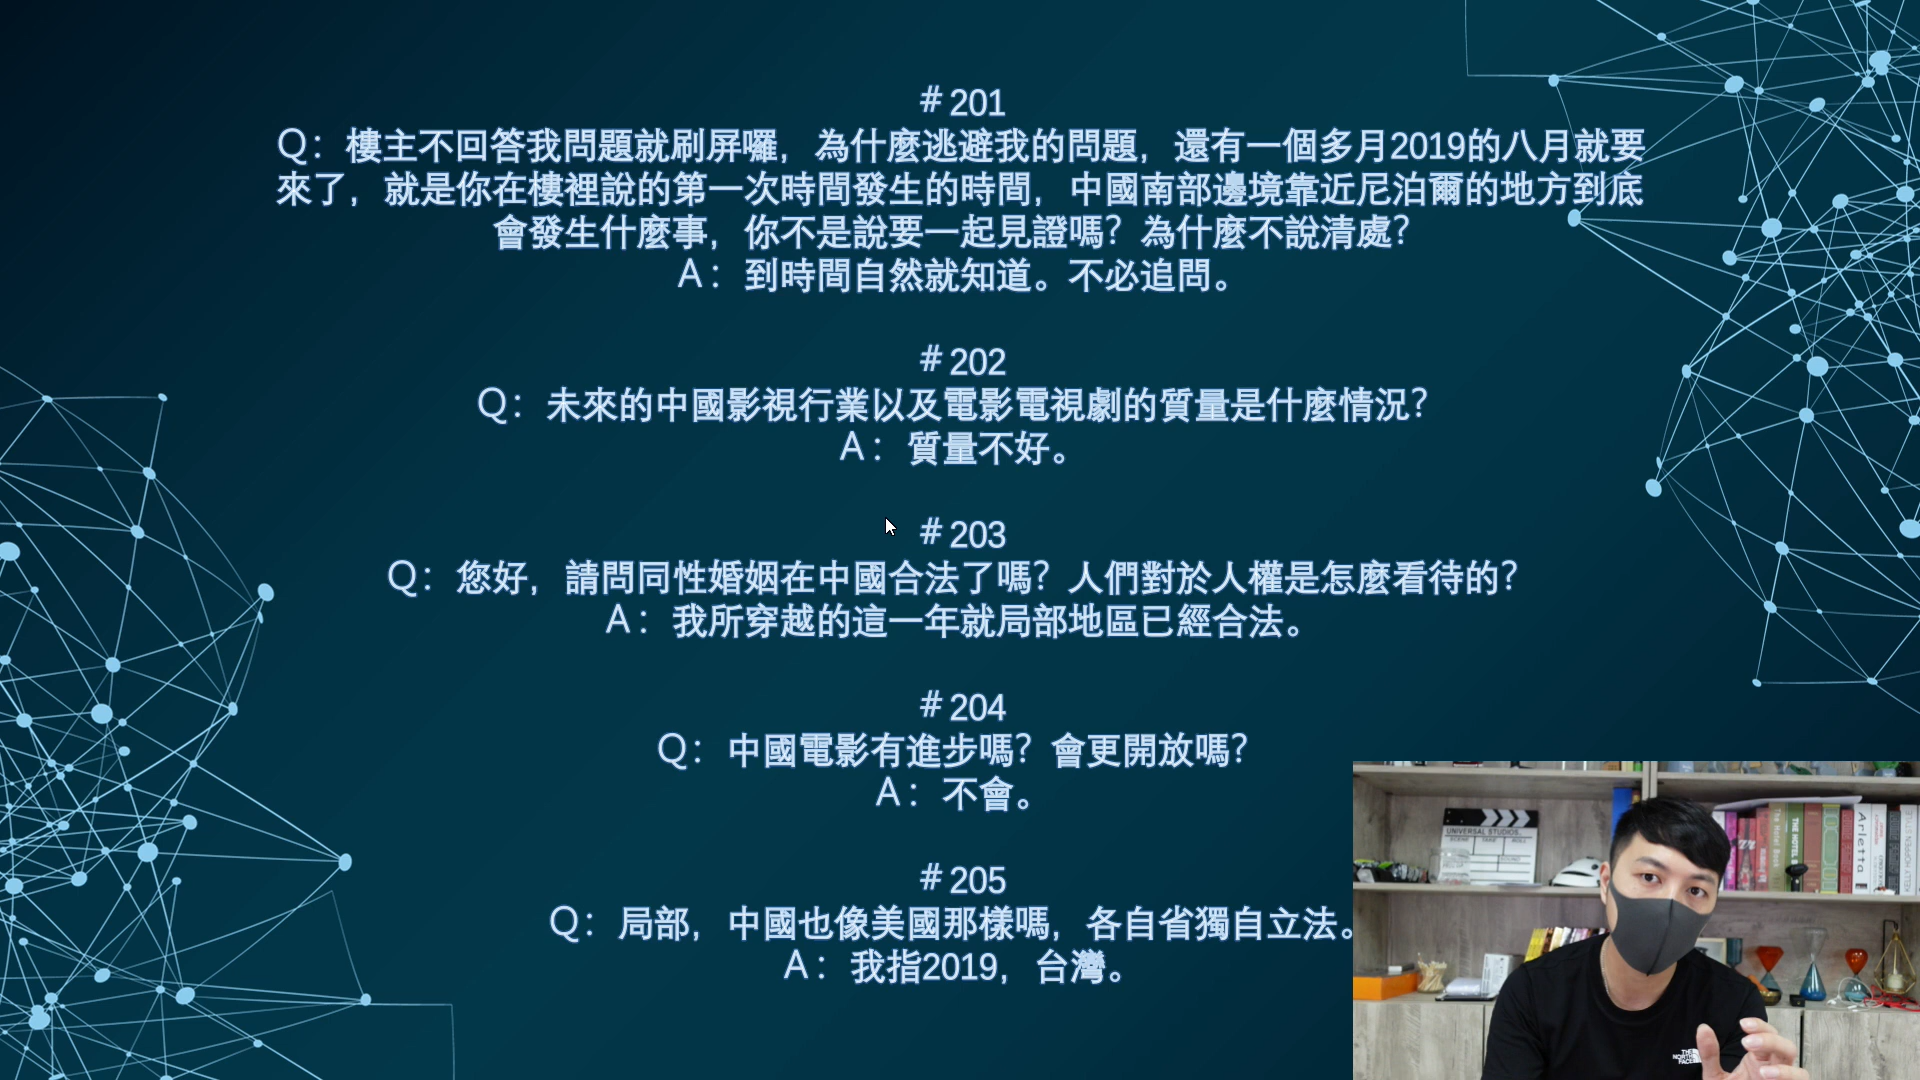 #201
Q：樓主不回答我問題就刷屏囉，為什麼逃避我的問題，還有一個多月2019的八月就要
來了，就是你在樓裡說的第一次時間發生的時間，中國南部邊境靠近尼泊爾的地方到底
會發生什麼事，你不是說要一起見證嗎？為什麼不說清處？
A：到時間自然就知道。不必追問。
#202
Q：未來的中國影視行業以及電影電視劇的質量是什麼情況？
A：質量不好。
#203
Q：您好，請問同性婚姻在中國合法了嗎？人們對於人權是怎麼看待的？
A：我所穿越的這一年就局部地區已經合法。
#204
Q：中國電影有進步嗎？會更開放嗎？
A：不會。
#205
Q：局部，中國也像美國那樣嗎，各自省獨自立法。
A：我指2019，台灣。
UNIVERSAL STUDIOS
Arletta
THE NORTH FACE